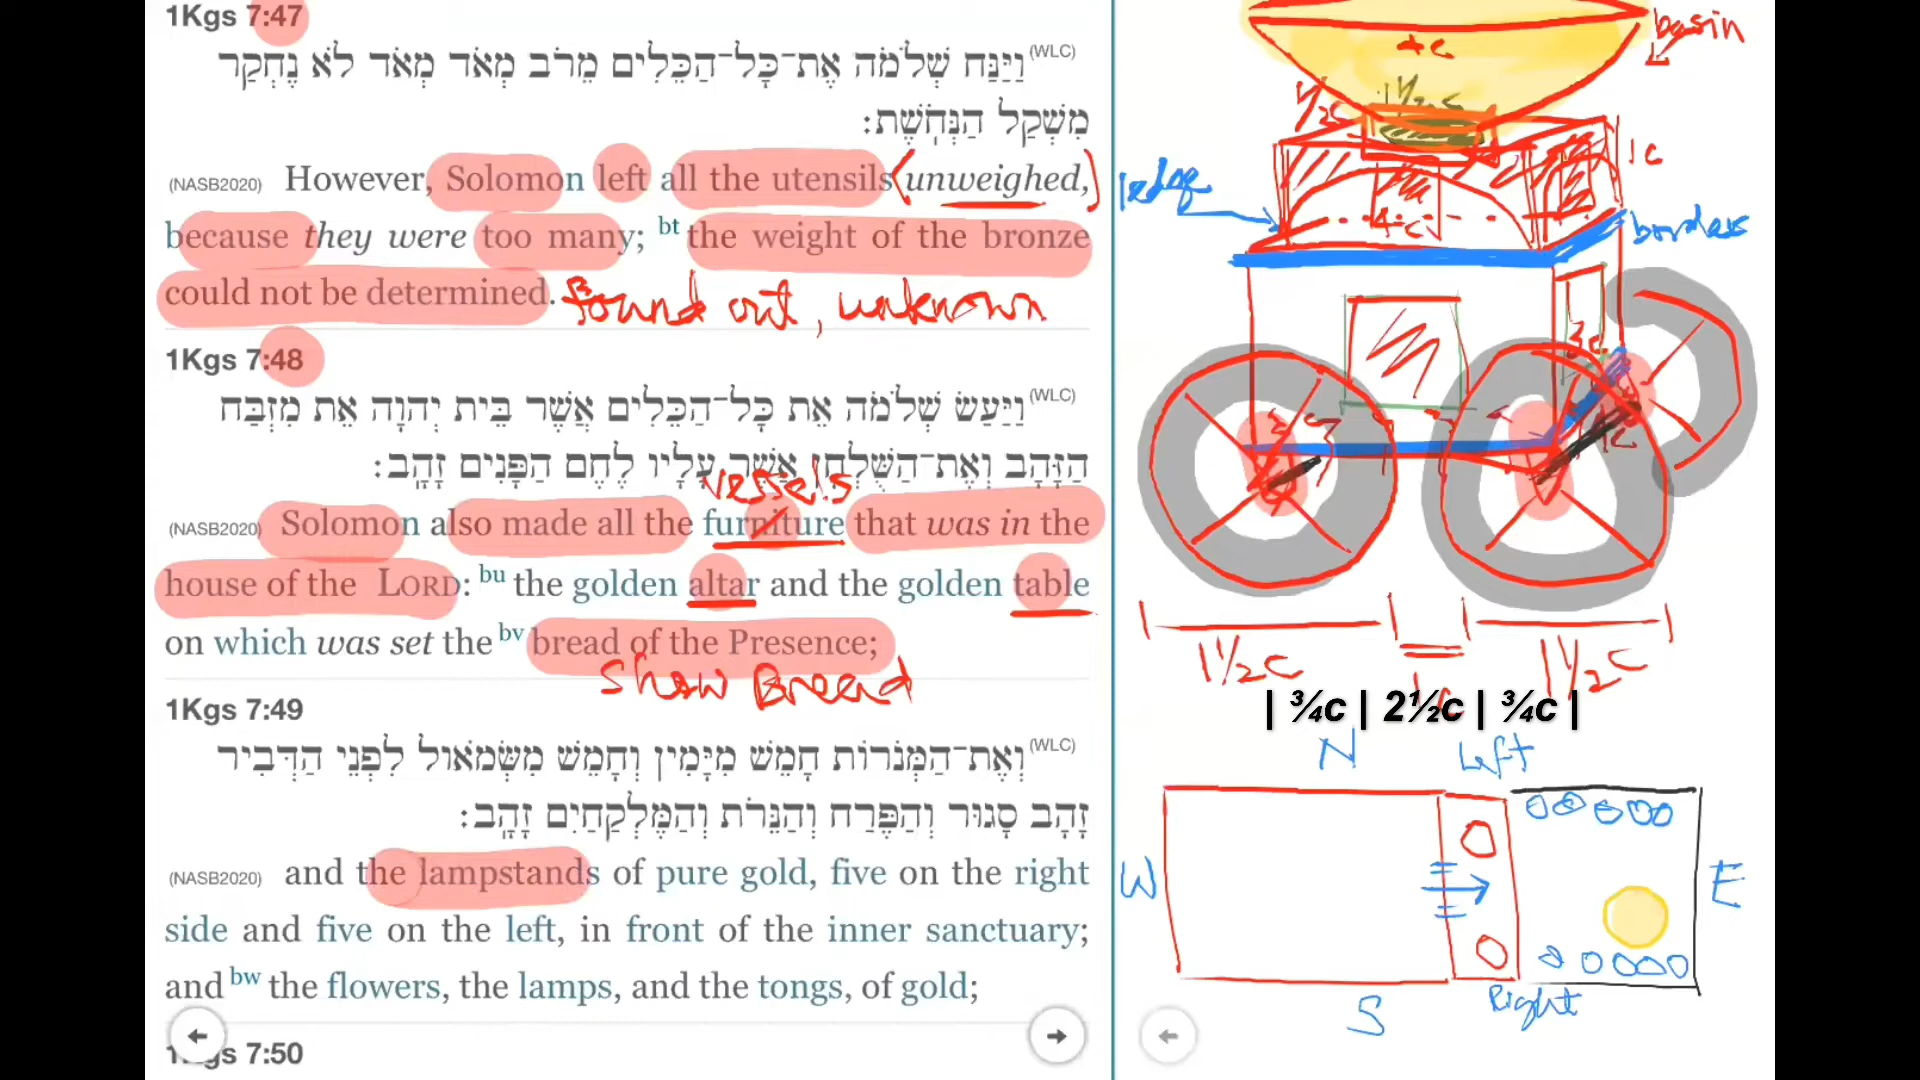 1Kgs 7:47
וַיַּנַּח שְׁלֹמֹה אֶת־כָּל־הַכֵּלִים מֵרֹב מְאֹד מְאֹד לֹא נֶחְקַר (WLC)
מִשְׁקַל הַנְּחֹשֶׁת׃
(NASB2020) However, Solomon left all the utensils (unweighed,)
because they were too many; bt the weight of the bronze
could not be determined. found out, unknown
1Kgs 7:48
וַיַּעַשׂ שְׁלֹמֹה אֵת כָּל־הַכֵּלִים אֲשֶׁר בֵּית יְהוָה אֵת מִזְבַּח (WLC)
הַזָּהָב וְאֶת־הַשֻּׁלְחָן אֲשֶׁר עָלָיו לֶחֶם הַפָּנִים זָהָב׃
vessels
(NASB2020) Solomon also made all the furniture that was in the
house of the LORD: bu the golden altar and the golden table
on which was set the bv bread of the Presence;
Show Bread
1Kgs 7:49
וְאֶת־הַמְּנֹרוֹת חָמֵשׁ מִיָּמִין וְחָמֵשׁ מִשְּׂמֹאול לִפְנֵי הַדְּבִיר (WLC)
זָהָב סָגוּר וְהַפֶּרַח וְהַנֵּרֹת וְהַמֶּלְקַחַיִם זָהָב׃
(NASB2020) and the lampstands of pure gold, five on the right
side and five on the left, in front of the inner sanctuary;
and bw the flowers, the lamps, and the tongs, of gold;
7:50
basin
4c
1½c
½c
1c
ledge
4c
borders
3c
1c
1½c
1½c
| ¾c | 2½c | ¾c |
N
Left
W
E
S
Right